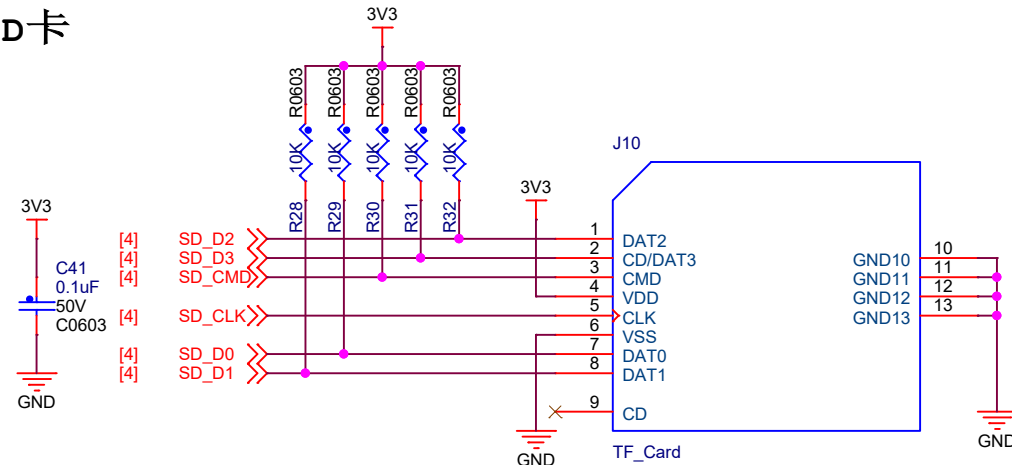 D卡
3V3
R0603 R0603 R0603 R0603 R0603
10K 10K 10K 10K 10K
R28 R29 R30 R31 R32
J10
3V3
3V3
C41
0.1uF
50V
C0603
GND
[4] SD_D2
[4] SD_D3
[4] SD_CMD
[4] SD_CLK
[4] SD_D0
[4] SD_D1
1 DAT2
2 CD/DAT3
3 CMD
4 VDD
5 CLK
6 VSS
7 DAT0
8 DAT1
9 CD
GND10 10
GND11 11
GND12 12
GND13 13
GND
GND
TF_Card